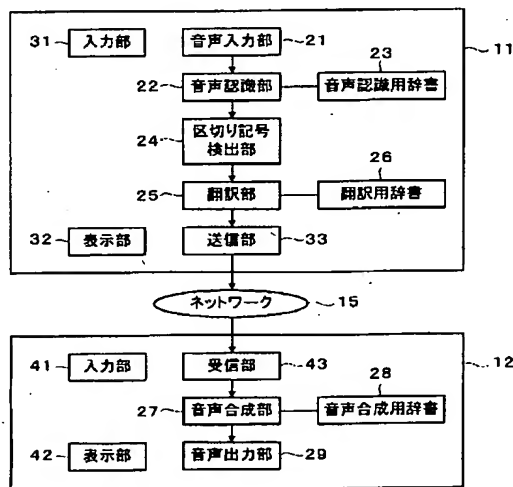 31 入力部 音声入力部 21
11
23
22 音声認識部 音声認識用辞書
24 区切り記号
検出部
26
25 翻訳部 翻訳用辞書
32 表示部 送信部 33
ネットワーク 15
41 入力部 受信部 43
12
28
27 音声合成部 音声合成用辞書
42 表示部 音声出力部 29